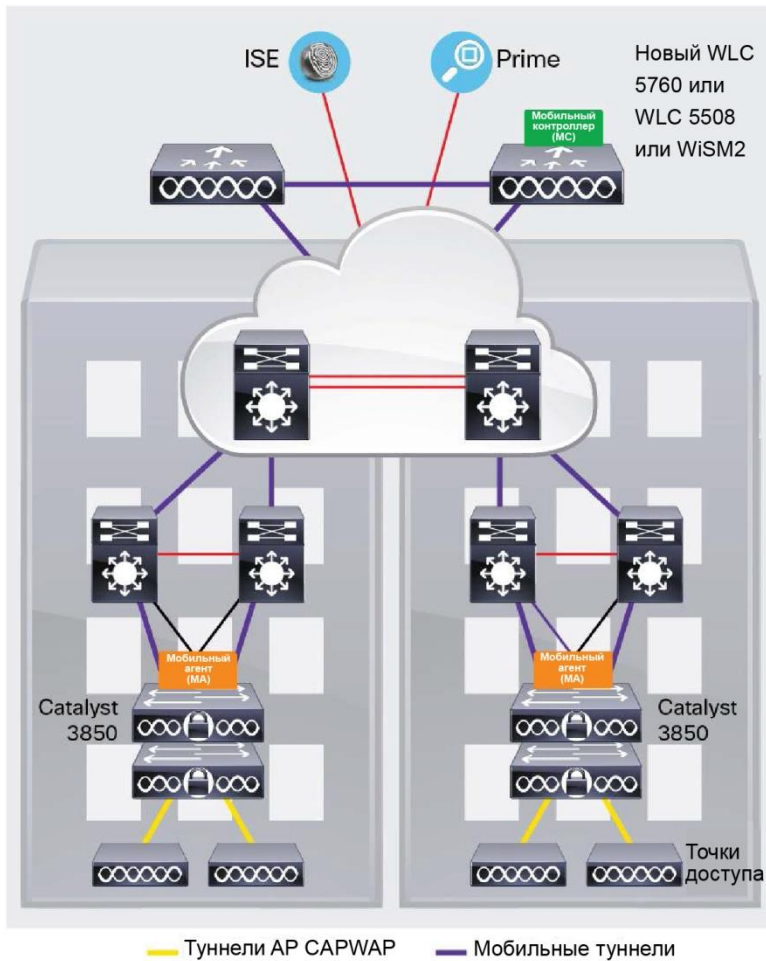 ISE
Prime
Новый WLC
5760 или
WLC 5508
или WiSM2
Мобильный
контроллер
(MC)
Мобильный
агент
(MA)
Catalyst
3850
Мобильный
агент
(MA)
Catalyst
3850
Точки
доступа
Туннели AP CAPWAP
Мобильные туннели